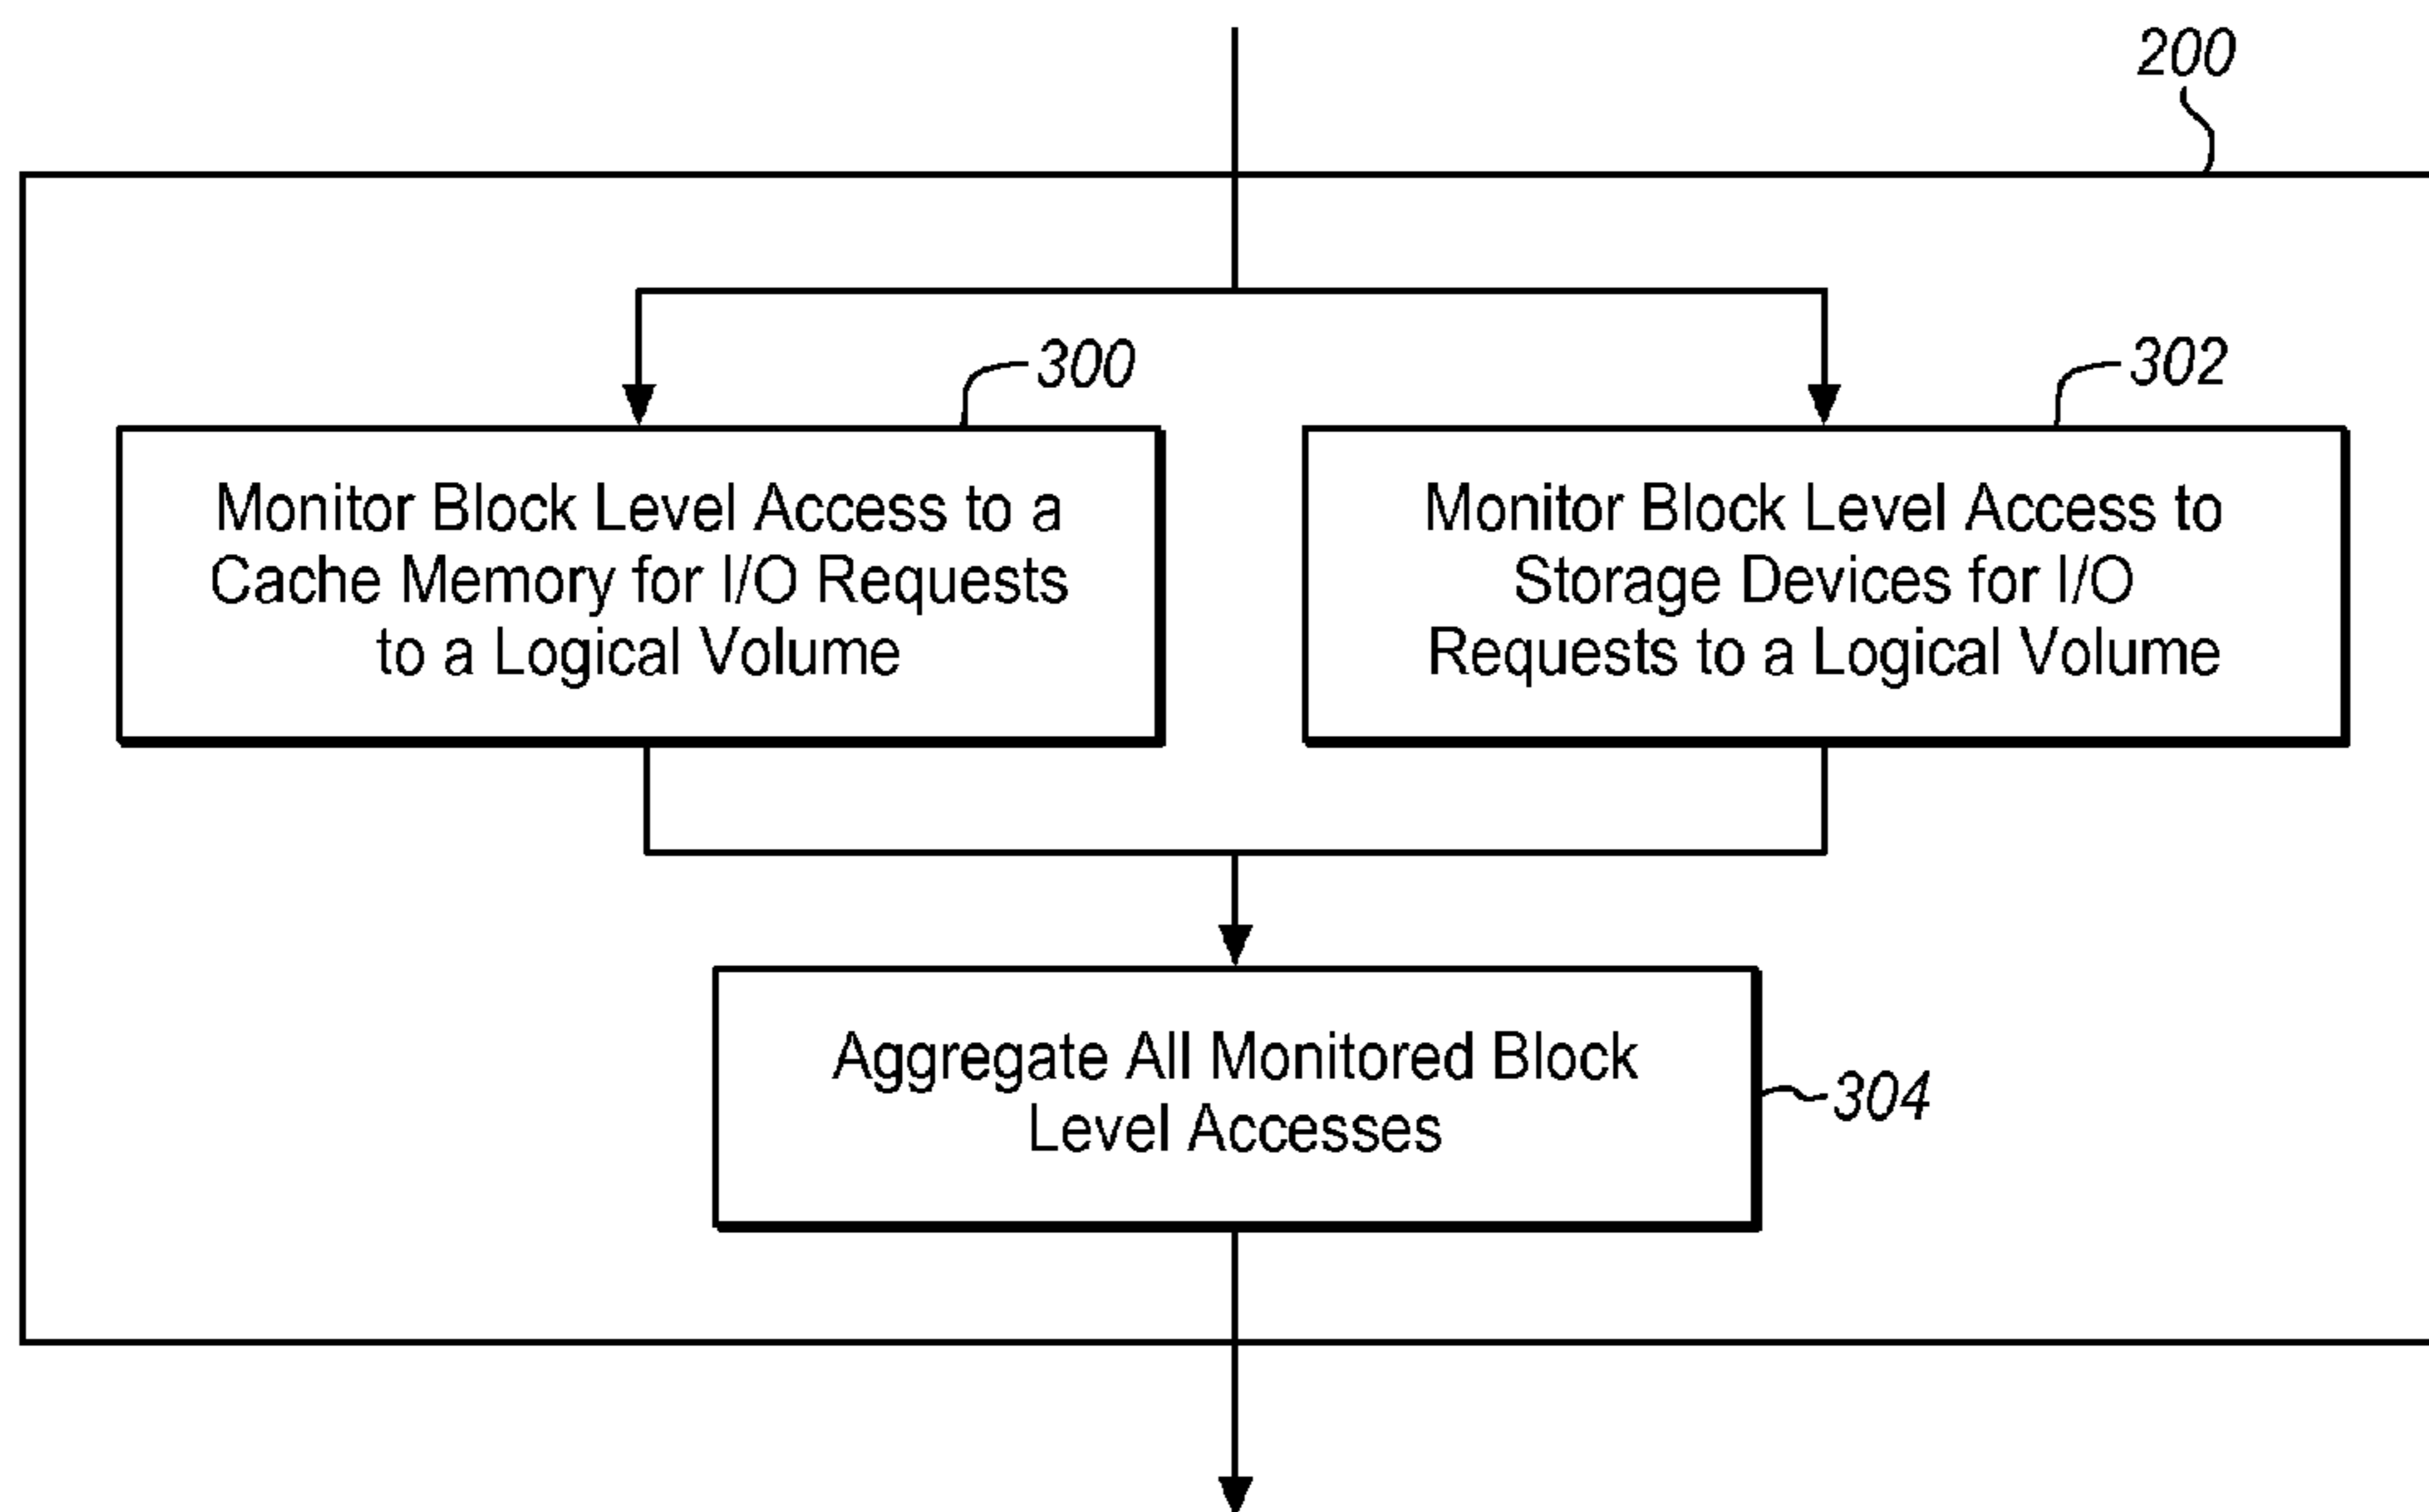 200
300
302
Monitor Block Level Access to a
Cache Memory for I/O Requests
to a Logical Volume
Monitor Block Level Access to
Storage Devices for I/O
Requests to a Logical Volume
Aggregate All Monitored Block
Level Accesses
304